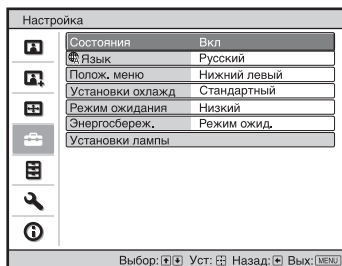 Настройка
Состояния Вкл
Язык Русский
Полож. меню Нижний левый
Установки охлажд Стандартный
Режим ожидания Низкий
Энергосбереж. Режим ожид.
Установки лампы
Выбор: Уст: Назад: Вых: MENU